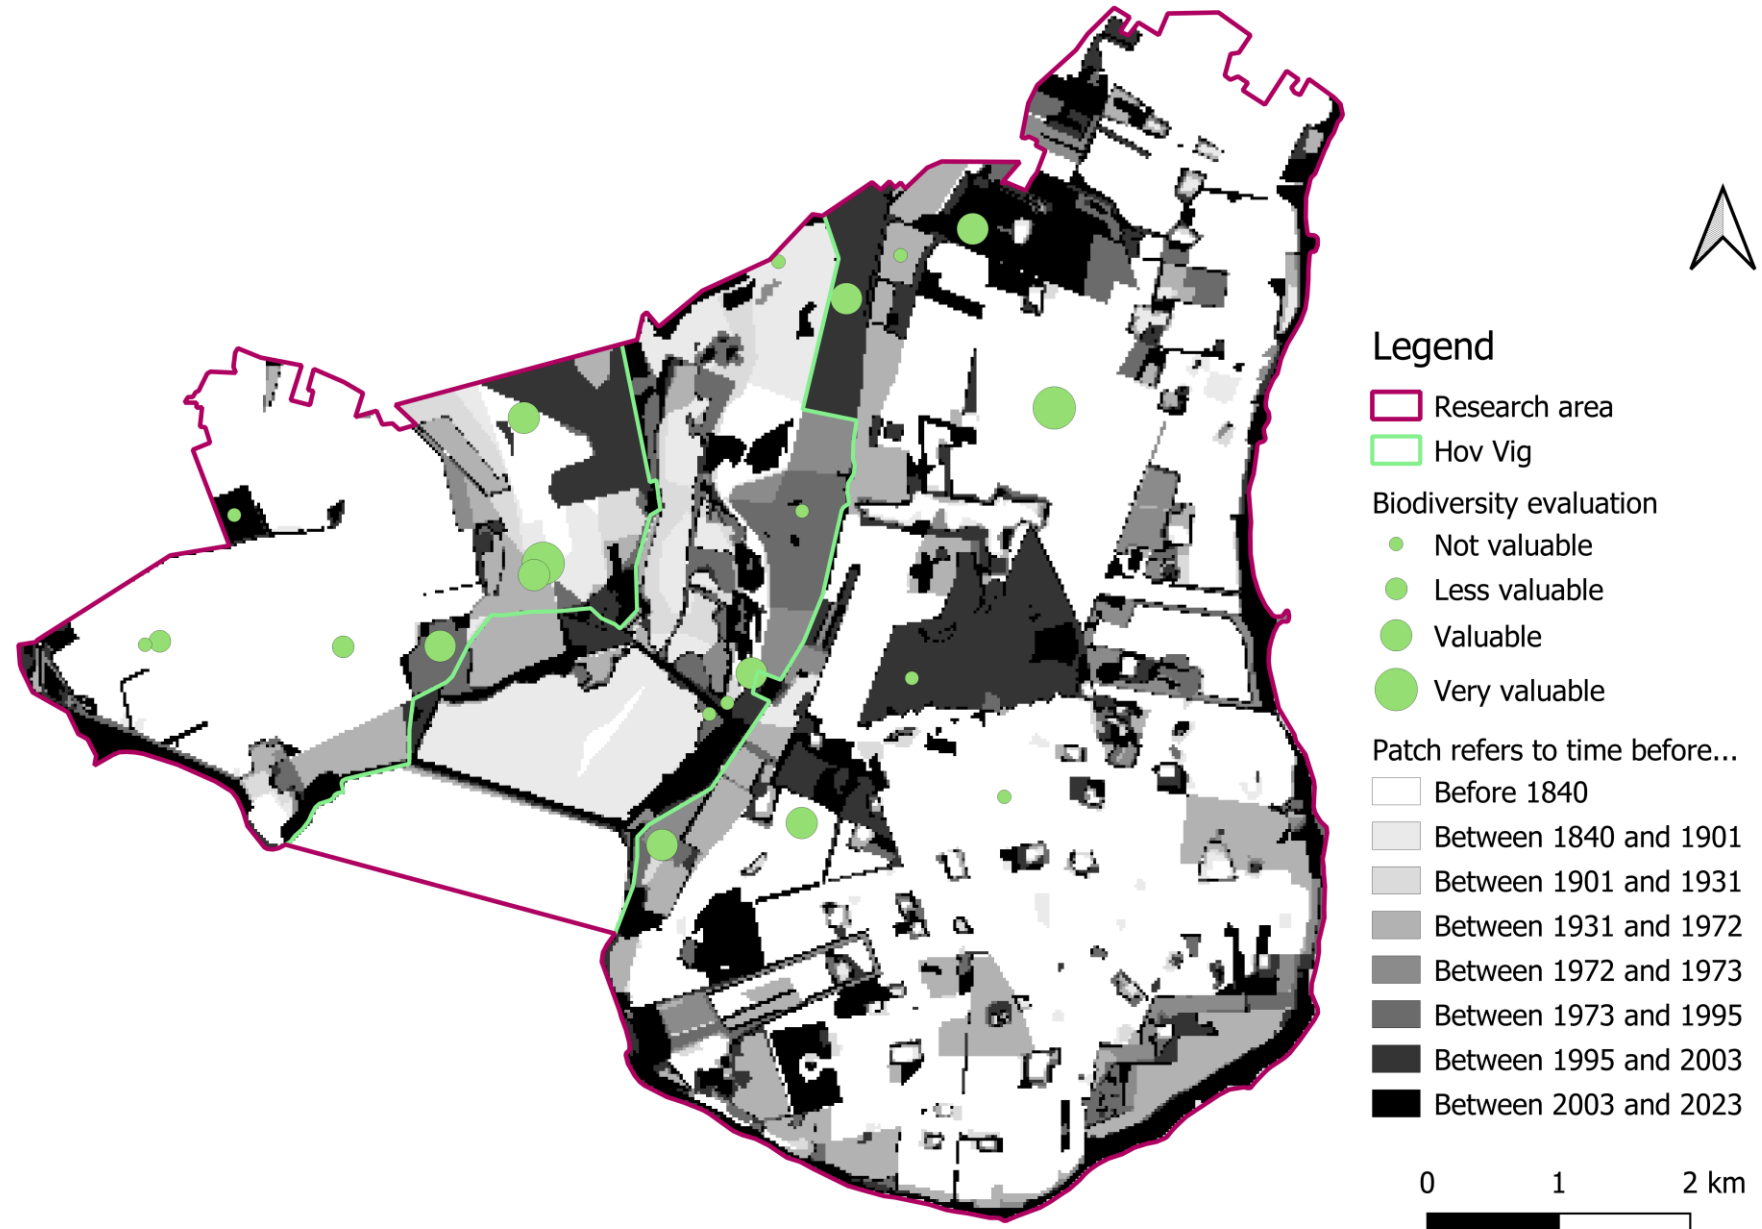 Legend
Research area
Hov Vig
Biodiversity evaluation
Not valuable
Less valuable
Valuable
Very valuable
Patch refers to time before...
Before 1840
Between 1840 and 1901
Between 1901 and 1931
Between 1931 and 1972
Between 1972 and 1973
Between 1973 and 1995
Between 1995 and 2003
Between 2003 and 2023
0 1 2 km